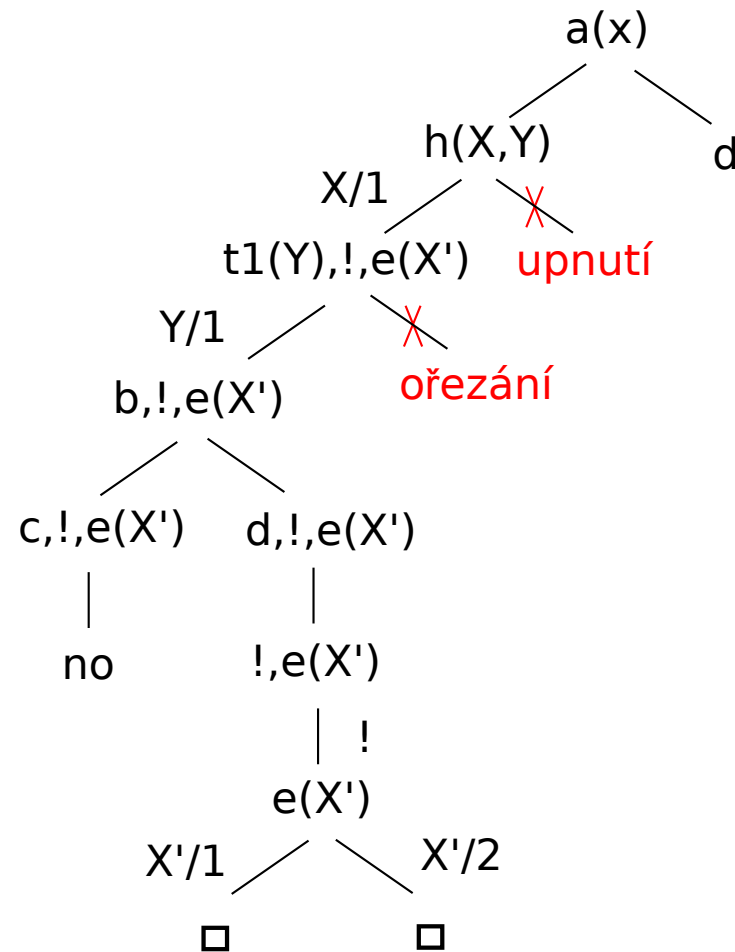 a(x)
h(X,Y)
d
X/1
t1(Y),!,e(X')
upnutí
Y/1
ořezání
b,!,e(X')
c,!,e(X')
d,!,e(X')
no
!,e(X')
!
e(X')
X'/1
X'/2